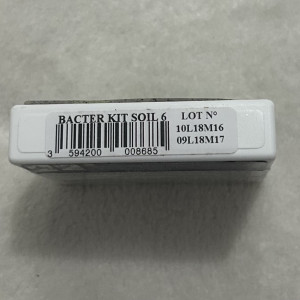 BACTER KIT SOIL 6
LOT N°
10L18M16
09L18M17
3 594200 008685